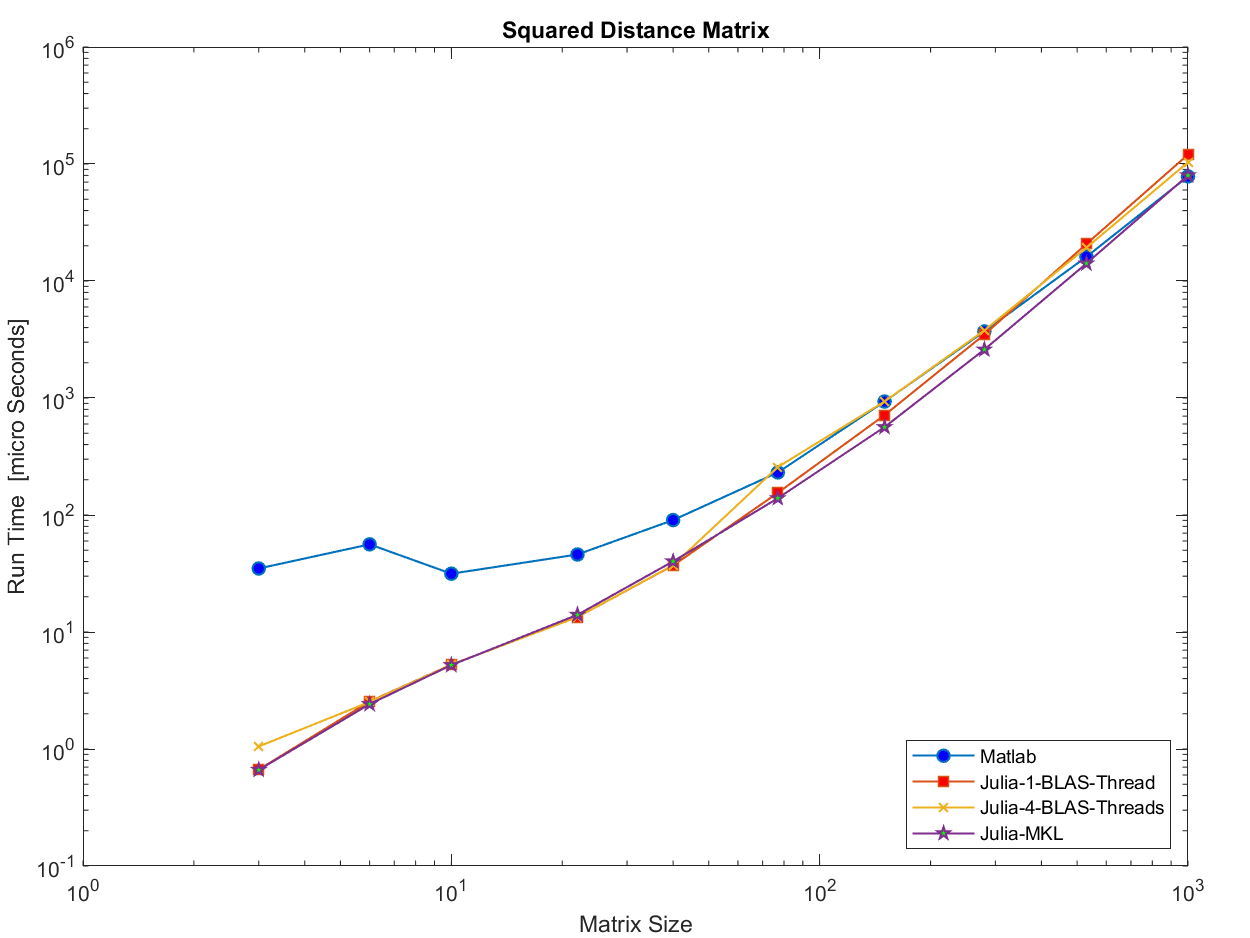 Squared Distance Matrix
10^6
10^5
10^4
10^3
10^2
10^1
10^0
10^-1
Run Time [micro Seconds]
10^0
10^1
10^2
10^3
Matrix Size
Matlab
Julia-1-BLAS-Thread
Julia-4-BLAS-Threads
Julia-MKL